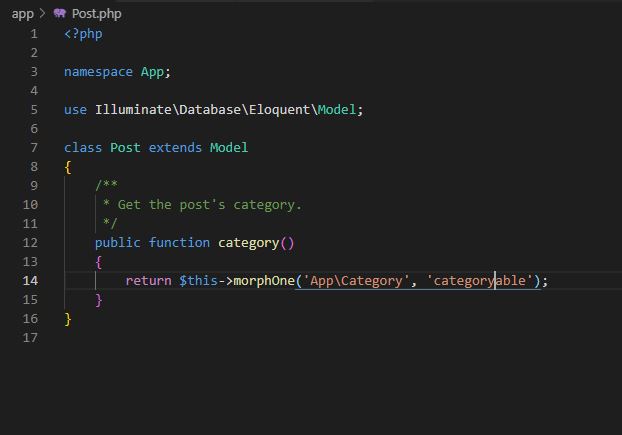 app > Post.php
1 <?php
2
3 namespace App;
4
5 use Illuminate\Database\Eloquent\Model;
6
7 class Post extends Model
8 {
9 /**
10 * Get the post's category.
11 */
12 public function category()
13 {
14 return $this->morphOne('App\Category', 'categoryable');
15 }
16 }
17